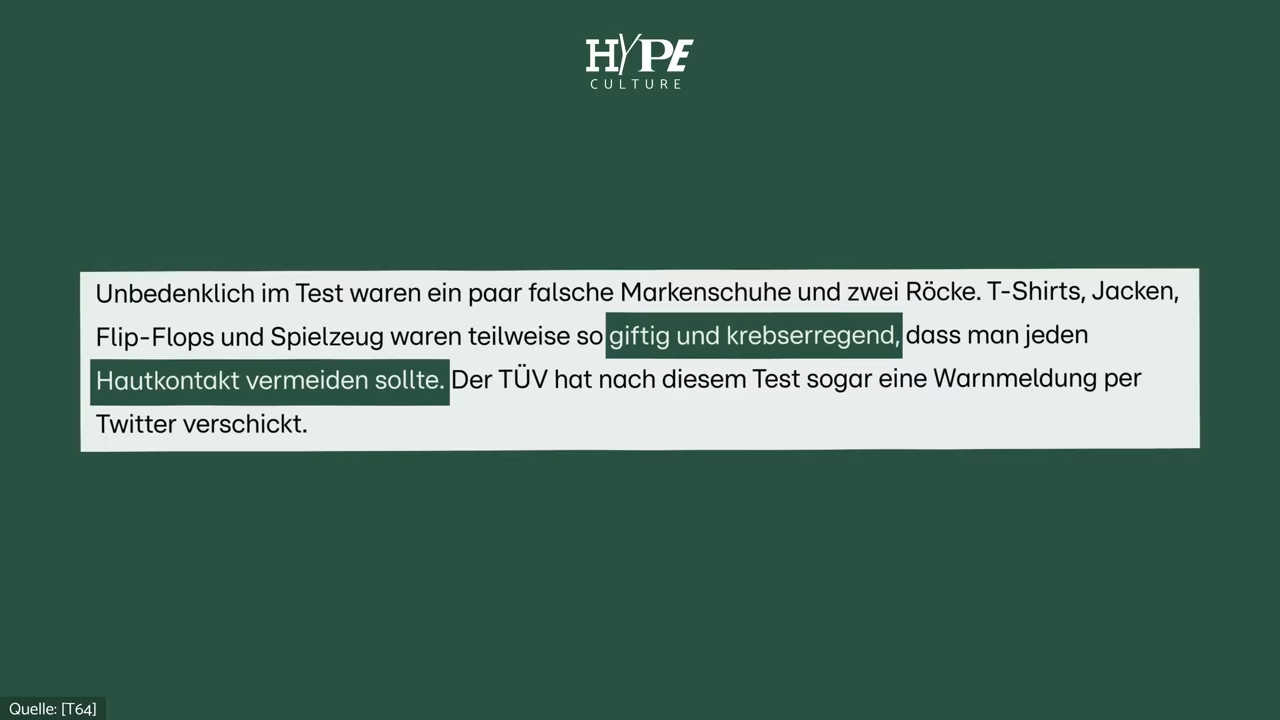 HYPE
CULTURE
Unbedenklich im Test waren ein paar falsche Markenschuhe und zwei Röcke. T-Shirts, Jacken,
Flip-Flops und Spielzeug waren teilweise so giftig und krebserregend, dass man jeden
Hautkontakt vermeiden sollte. Der TÜV hat nach diesem Test sogar eine Warnmeldung per
Twitter verschickt.
Quelle: [T64]